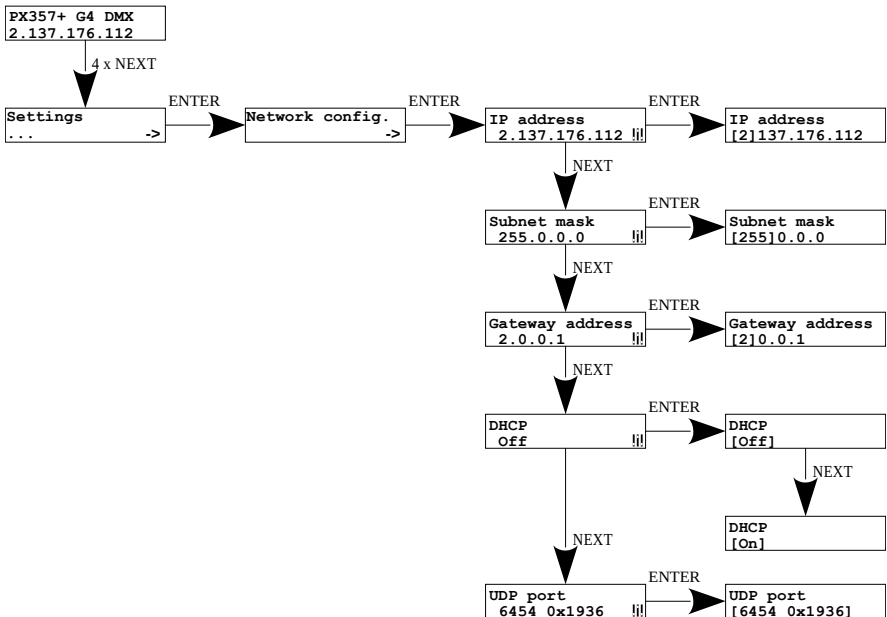 PX357+ G4 DMX
2.137.176.112
4 x NEXT
Settings
... ->
ENTER
Network config.
->
ENTER
IP address
2.137.176.112 !i!
ENTER
IP address
[2]137.176.112
NEXT
Subnet mask
255.0.0.0 !i!
ENTER
Subnet mask
[255]0.0.0
NEXT
Gateway address
2.0.0.1 !i!
ENTER
Gateway address
[2]0.0.1
NEXT
DHCP
Off !i!
ENTER
DHCP
[Off]
NEXT
DHCP
[On]
NEXT
UDP port
6454 0x1936 !i!
ENTER
UDP port
[6454 0x1936]